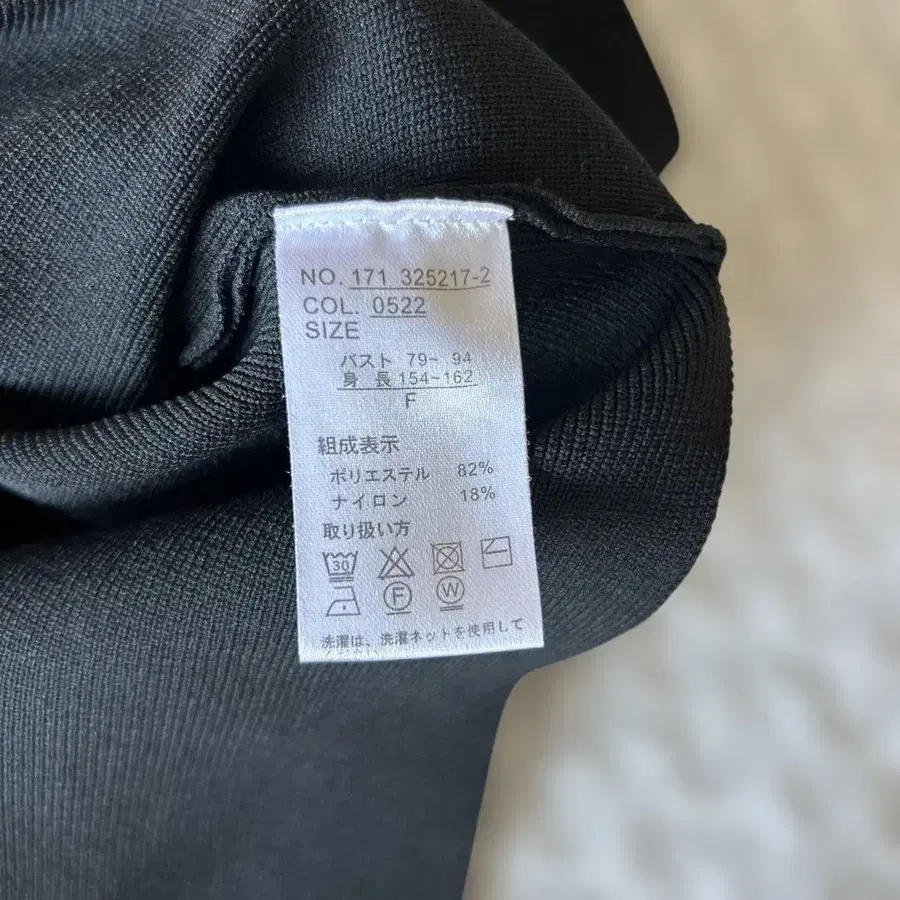 NO. 171 325217-2
COL. 0522
SIZE
バスト 79~ 94
身 長 154~162
F
組成表示
ポリエステル 82%
ナイロン 18%
取り扱い方
30
F W
洗濯は、洗濯ネットを使用して